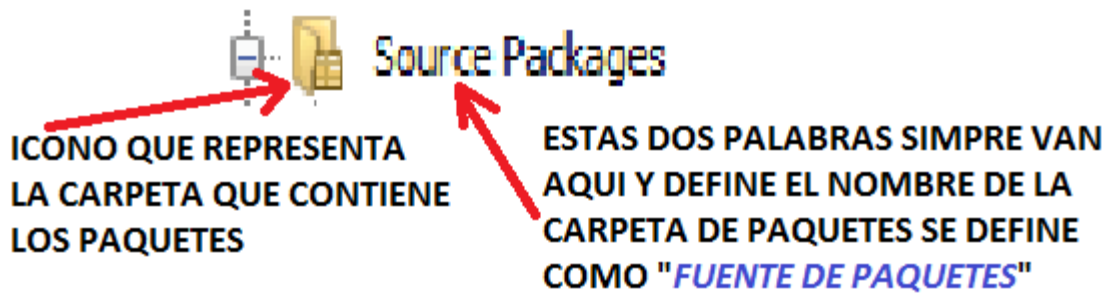 Source Packages
ICONO QUE REPRESENTA
LA CARPETA QUE CONTIENE
LOS PAQUETES
ESTAS DOS PALABRAS SIMPRE VAN
AQUI Y DEFINE EL NOMBRE DE LA
CARPETA DE PAQUETES SE DEFINE
COMO "FUENTE DE PAQUETES"